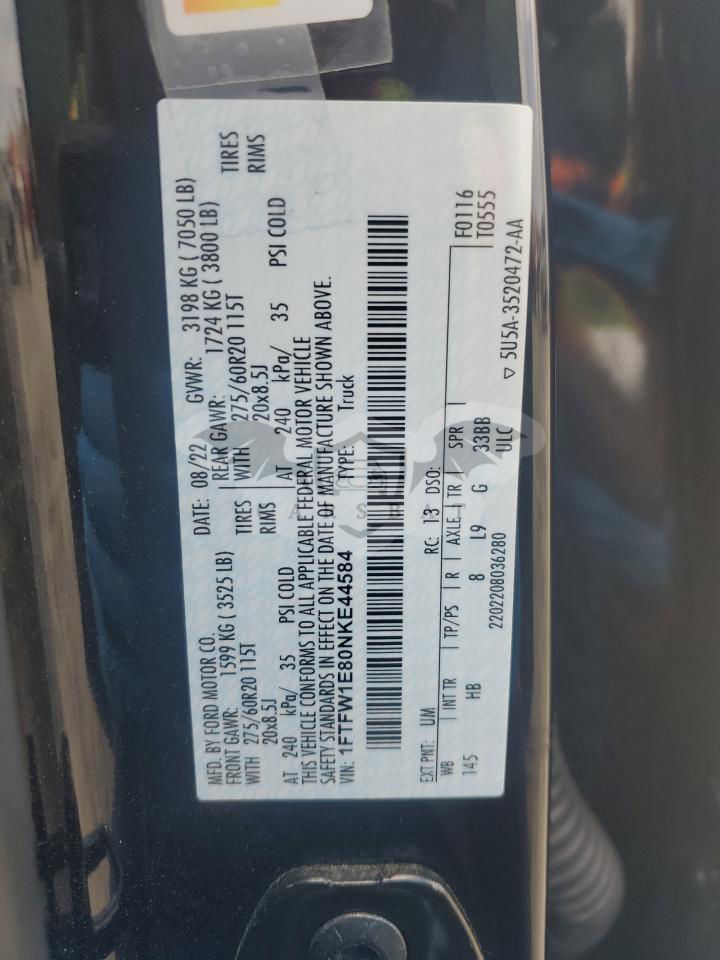 MFD. BY FORD MOTOR CO.
DATE: 08/22 GVWR: 3198 KG ( 7050 LB)
FRONT GAWR: 1599 KG ( 3525 LB) REAR GAWR: 1724 KG ( 3800 LB)
WITH 275/60R20 115T TIRES WITH 275/60R20 115T TIRES
20x8.5J RIMS 20x8.5J RIMS
AT 240 kPa/ 35 PSI COLD AT 240 kPa/ 35 PSI COLD
THIS VEHICLE CONFORMS TO ALL APPLICABLE FEDERAL MOTOR VEHICLE
SAFETY STANDARDS IN EFFECT ON THE DATE OF MANUFACTURE SHOWN ABOVE.
VIN: 1FTFW1E80NKE44584 TYPE: Truck
EXT PNT: UM RC: 13 DSO: F0116
WB INT TR TP/PS R AXLE TR SPR T0555
145 HB 8 L9 G 33BB
2202208036280 ULC 5U5A-3520472-AA